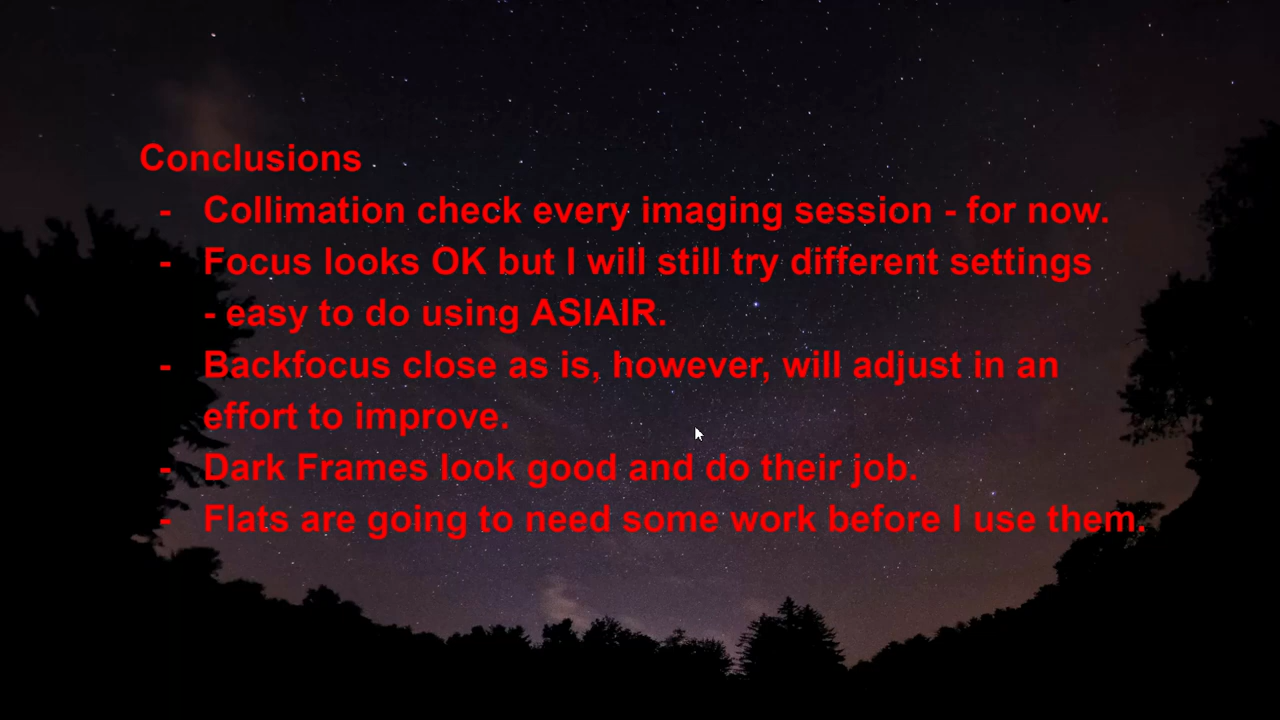 Conclusions
- Collimation check every imaging session - for now.
- Focus looks OK but I will still try different settings
- easy to do using ASIAIR.
- Backfocus close as is, however, will adjust in an
effort to improve.
- Dark Frames look good and do their job.
- Flats are going to need some work before I use them.